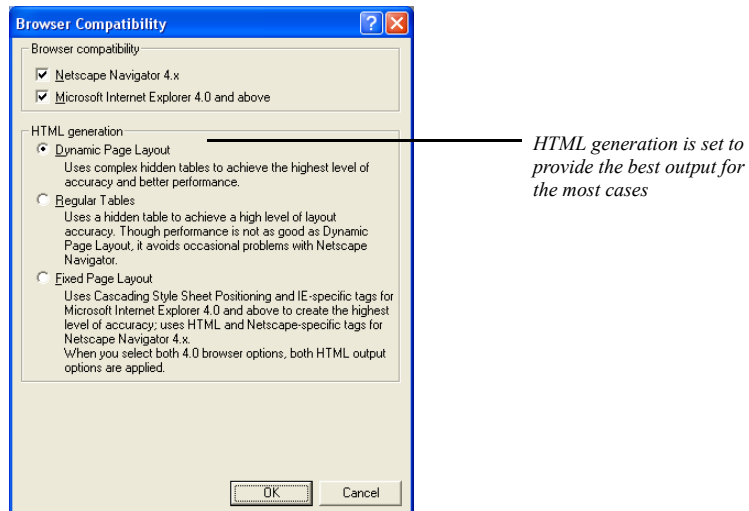 Browser Compatibility
Browser compatibility
Netscape Navigator 4.x
Microsoft Internet Explorer 4.0 and above
HTML generation
Dynamic Page Layout
Uses complex hidden tables to achieve the highest level of
accuracy and better performance.
Regular Tables
Uses a hidden table to achieve a high level of layout
accuracy. Though performance is not as good as Dynamic
Page Layout, it avoids occasional problems with Netscape
Navigator.
Fixed Page Layout
Uses Cascading Style Sheet Positioning and IE-specific tags for
Microsoft Internet Explorer 4.0 and above to create the highest
level of accuracy; uses HTML and Netscape-specific tags for
Netscape Navigator 4.x.
When you select both 4.0 browser options, both HTML output
options are applied.
OK
Cancel
HTML generation is set to
provide the best output for
the most cases